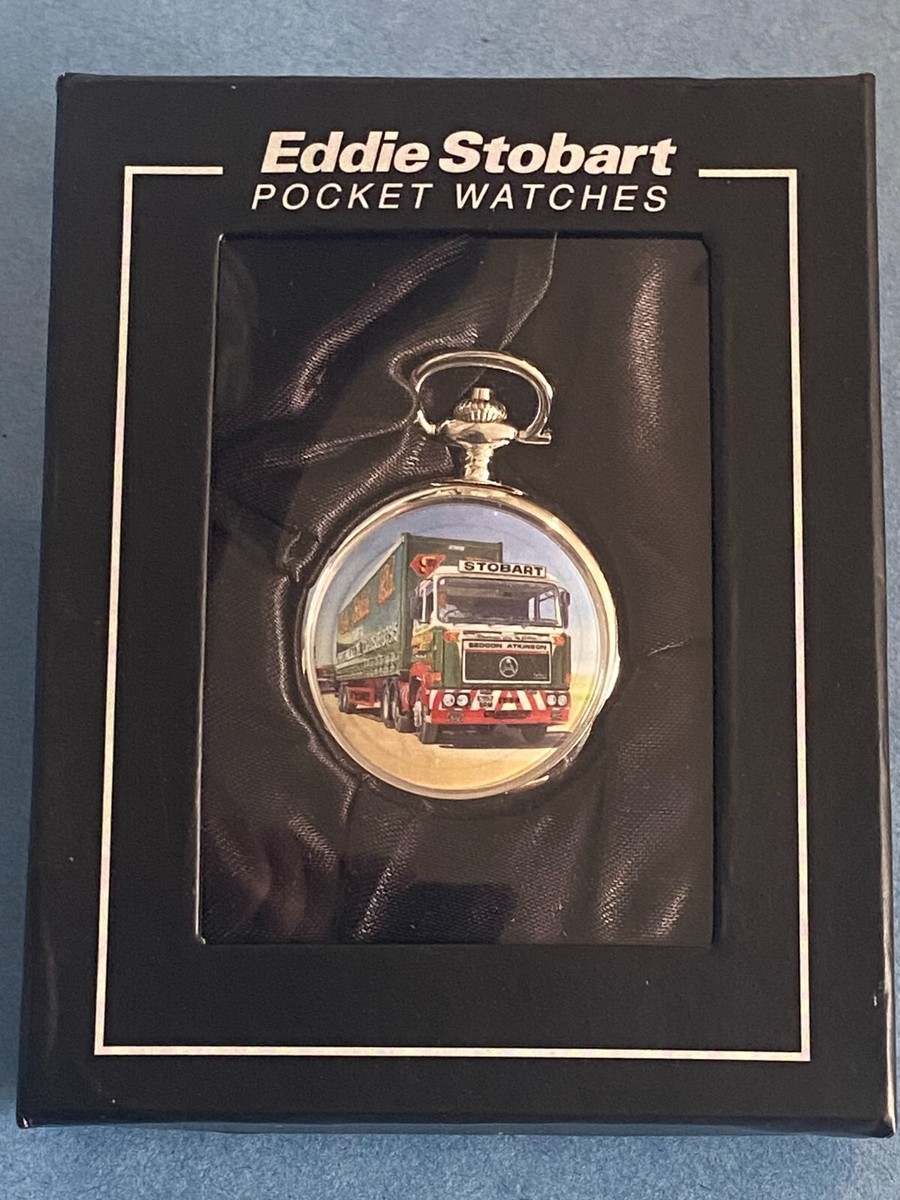 Eddie Stobart
POCKET WATCHES
STOBART
SEDDON ATKINSON